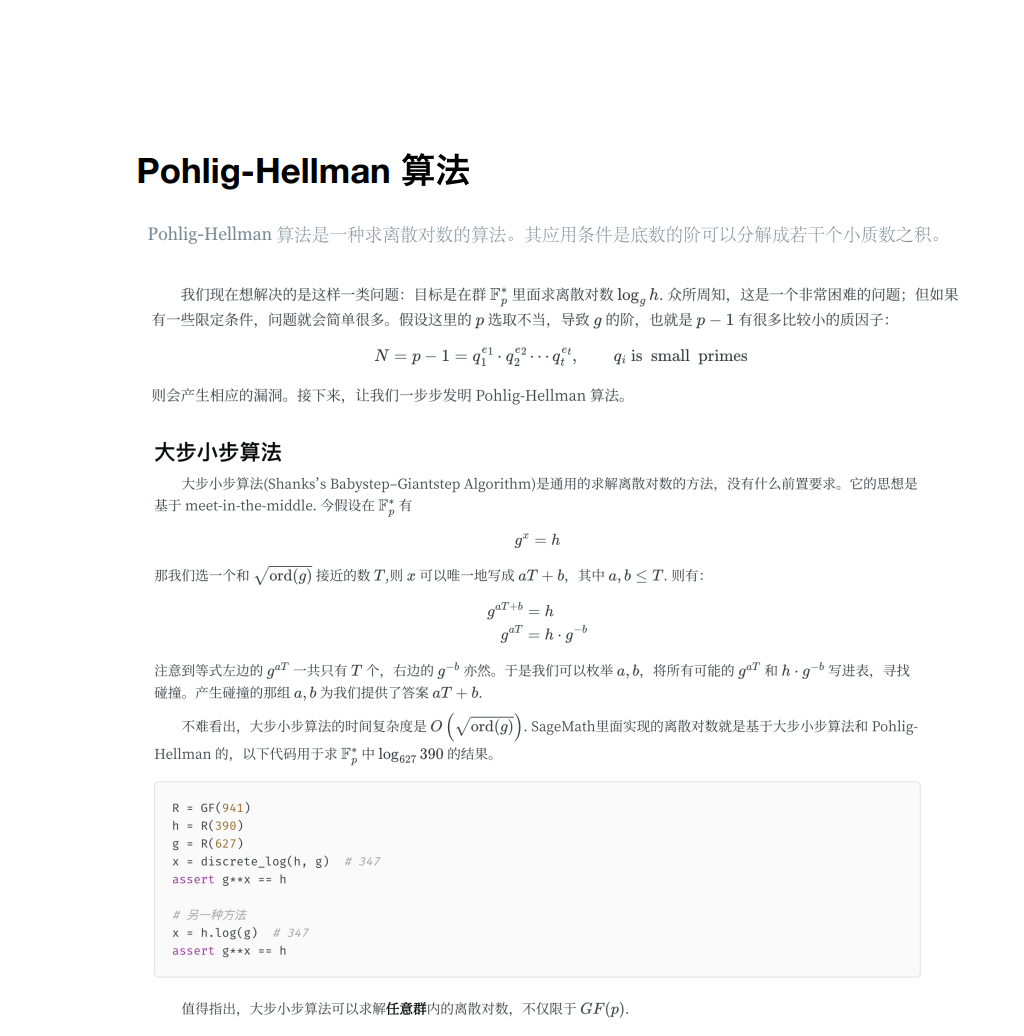 Pohlig-Hellman 算法
Pohlig-Hellman 算法是一种求离散对数的算法。其应用条件是底数的阶可以分解成若干个小质数之积。
我们现在想解决的是这样一类问题：目标是在群 $\mathbb{F}_p^*$ 里面求离散对数 $\log_g h$. 众所周知，这是一个非常困难的问题；但如果
有一些限定条件，问题就会简单很多。假设这里的 $p$ 选取不当，导致 $g$ 的阶，也就是 $p-1$ 有很多比较小的质因子：
$N = p-1 = q_1^{e_1} \cdot q_2^{e_2} \cdots q_t^{e_t}, \quad q_i \text{ is small primes}$
则会产生相应的漏洞。接下来，让我们一步步发明 Pohlig-Hellman 算法。
大步小步算法
大步小步算法(Shanks's Babystep–Giantstep Algorithm)是通用的求解离散对数的方法，没有什么前置要求。它的思想是
基于 meet-in-the-middle. 今假设在 $\mathbb{F}_p^*$ 有
$g^x = h$
那我们选一个和 $\sqrt{\text{ord}(g)}$ 接近的数 $T$,则 $x$ 可以唯一地写成 $aT+b$，其中 $a, b \leq T$. 则有：
$g^{aT+b} = h$
$g^{aT} = h \cdot g^{-b}$
注意到等式左边的 $g^{aT}$ 一共只有 $T$ 个，右边的 $g^{-b}$ 亦然。于是我们可以枚举 $a, b$，将所有可能的 $g^{aT}$ 和 $h \cdot g^{-b}$ 写进表，寻找
碰撞。产生碰撞的那组 $a, b$ 为我们提供了答案 $aT+b$.
不难看出，大步小步算法的时间复杂度是 $O\left(\sqrt{\text{ord}(g)}\right)$. SageMath里面实现的离散对数就是基于大步小步算法和 Pohlig-
Hellman 的，以下代码用于求 $\mathbb{F}_p^*$ 中 $\log_{627} 390$ 的结果。
R = GF(941)
h = R(390)
g = R(627)
x = discrete_log(h, g)  # 347
assert g**x == h
# 另一种方法
x = h.log(g)  # 347
assert g**x == h
值得指出，大步小步算法可以求解任意群内的离散对数，不仅限于 $GF(p)$.